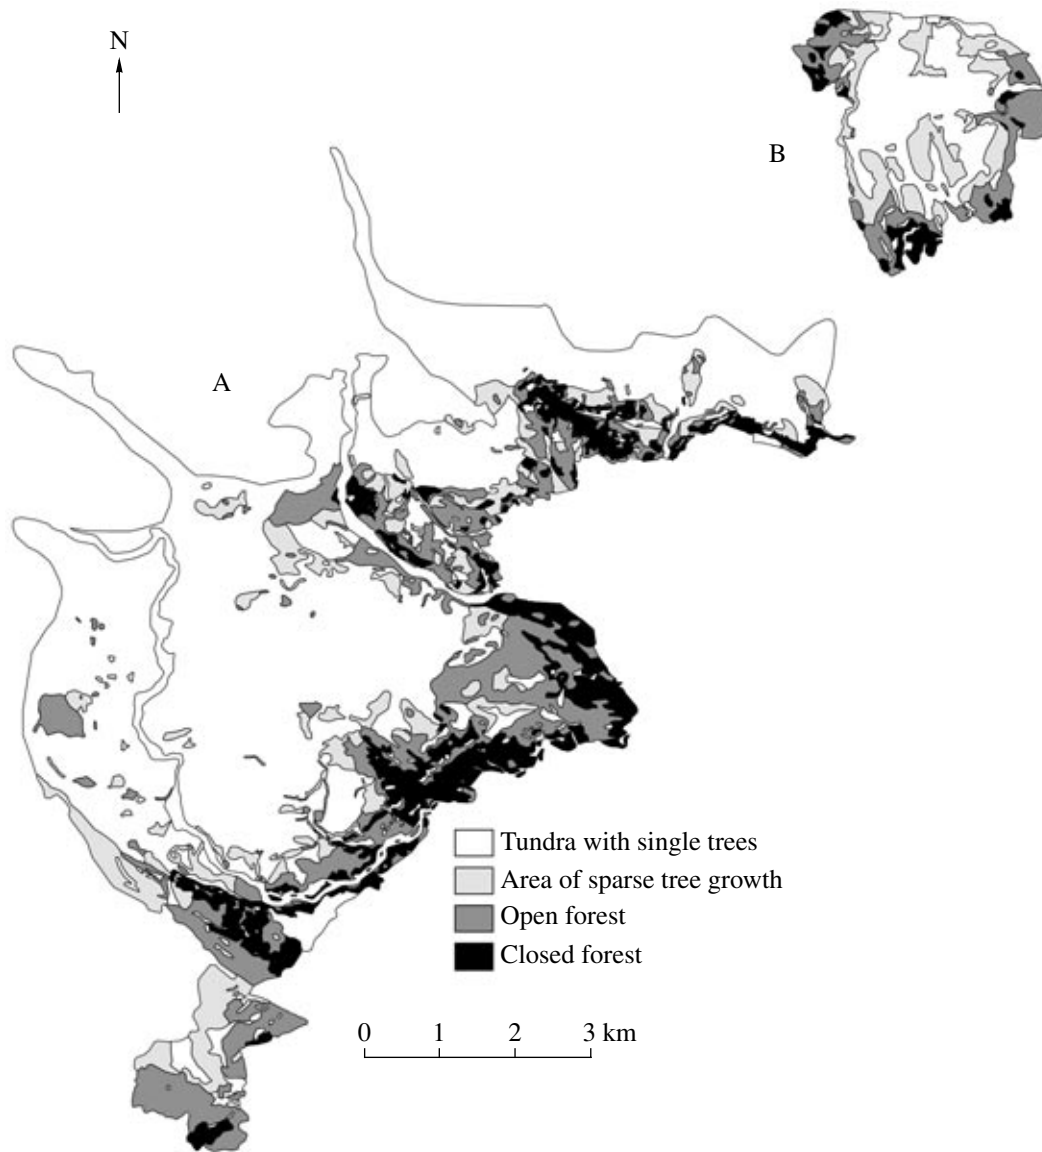 N
B
A
Tundra with single trees
Area of sparse tree growth
Open forest
Closed forest
0 1 2 3 km